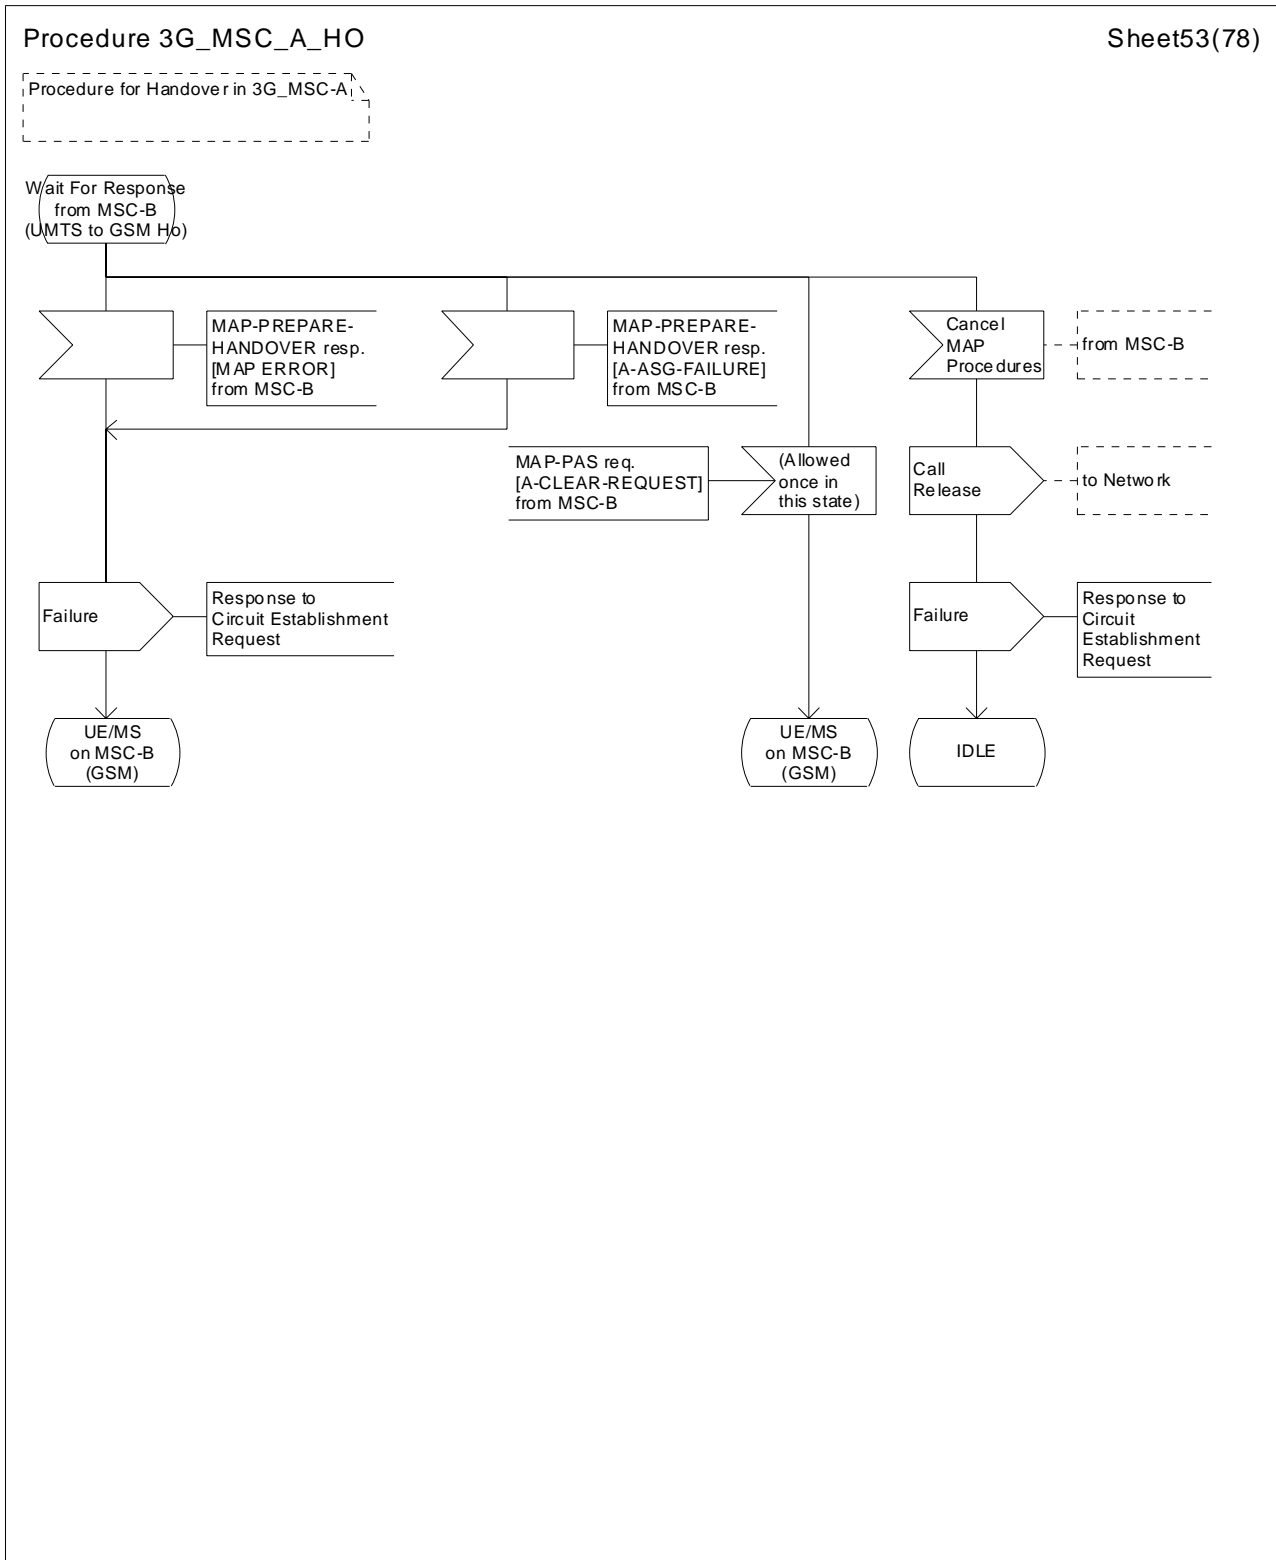 Procedure 3G_MSC_A_HO
Sheet53(78)
Procedure for Handover in 3G_MSC-A
Wait For Response
from MSC-B
(UMTS to GSM Ho)
MAP-PREPARE-
HANDOVER resp.
[MAP ERROR]
from MSC-B
MAP-PREPARE-
HANDOVER resp.
[A-ASG-FAILURE]
from MSC-B
Cancel
MAP
Procedures
from MSC-B
MAP-PAS req.
[A-CLEAR-REQUEST]
from MSC-B
(Allowed
once in
this state)
Call
Release
to Network
Failure
Response to
Circuit Establishment
Request
Failure
Response to
Circuit
Establishment
Request
UE/MS
on MSC-B
(GSM)
UE/MS
on MSC-B
(GSM)
IDLE